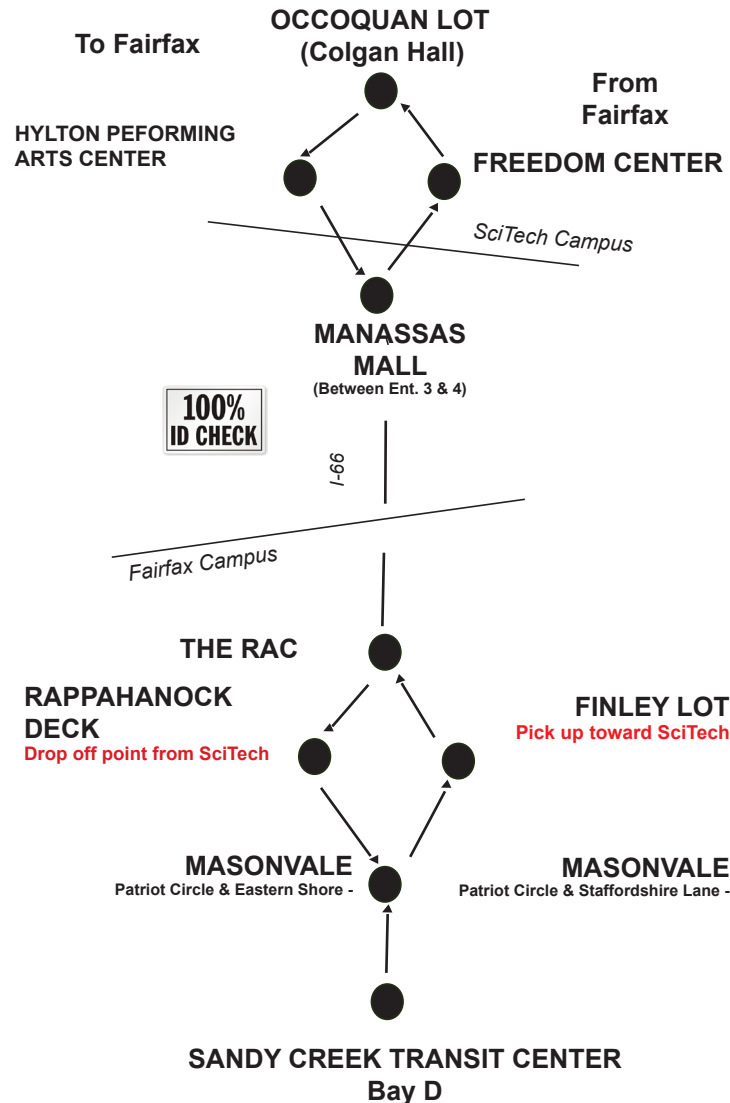 OCCOQUAN LOT
(Colgan Hall)
To Fairfax
From
Fairfax
HYLTON PEFORMING
ARTS CENTER
FREEDOM CENTER
SciTech Campus
MANASSAS
MALL
(Between Ent. 3 & 4)
100%
ID CHECK
I-66
Fairfax Campus
THE RAC
RAPPAHANOCK
DECK
Drop off point from SciTech
FINLEY LOT
Pick up toward SciTech
MASONVALE
Patriot Circle & Eastern Shore -
MASONVALE
Patriot Circle & Staffordshire Lane -
SANDY CREEK TRANSIT CENTER
Bay D